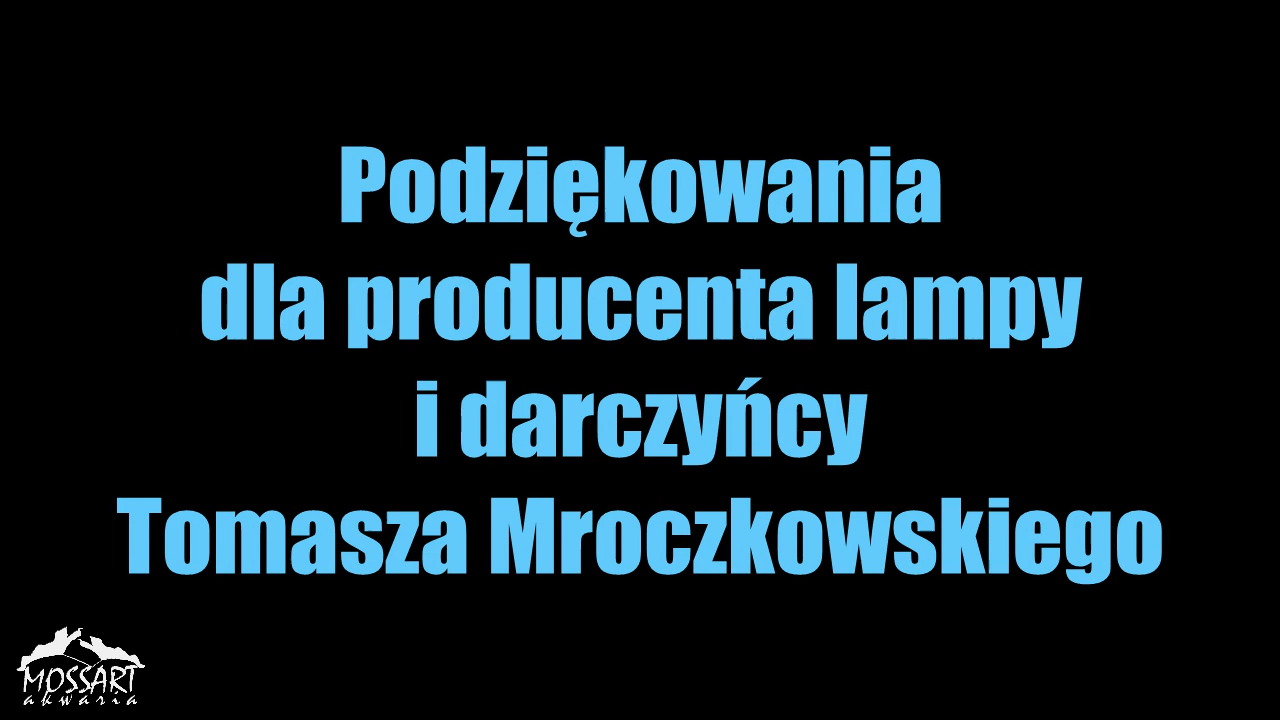 Podziękowania
dla producenta lampy
i darczyńcy
Tomasza Mroczkowskiego
MOSSART
akwaria